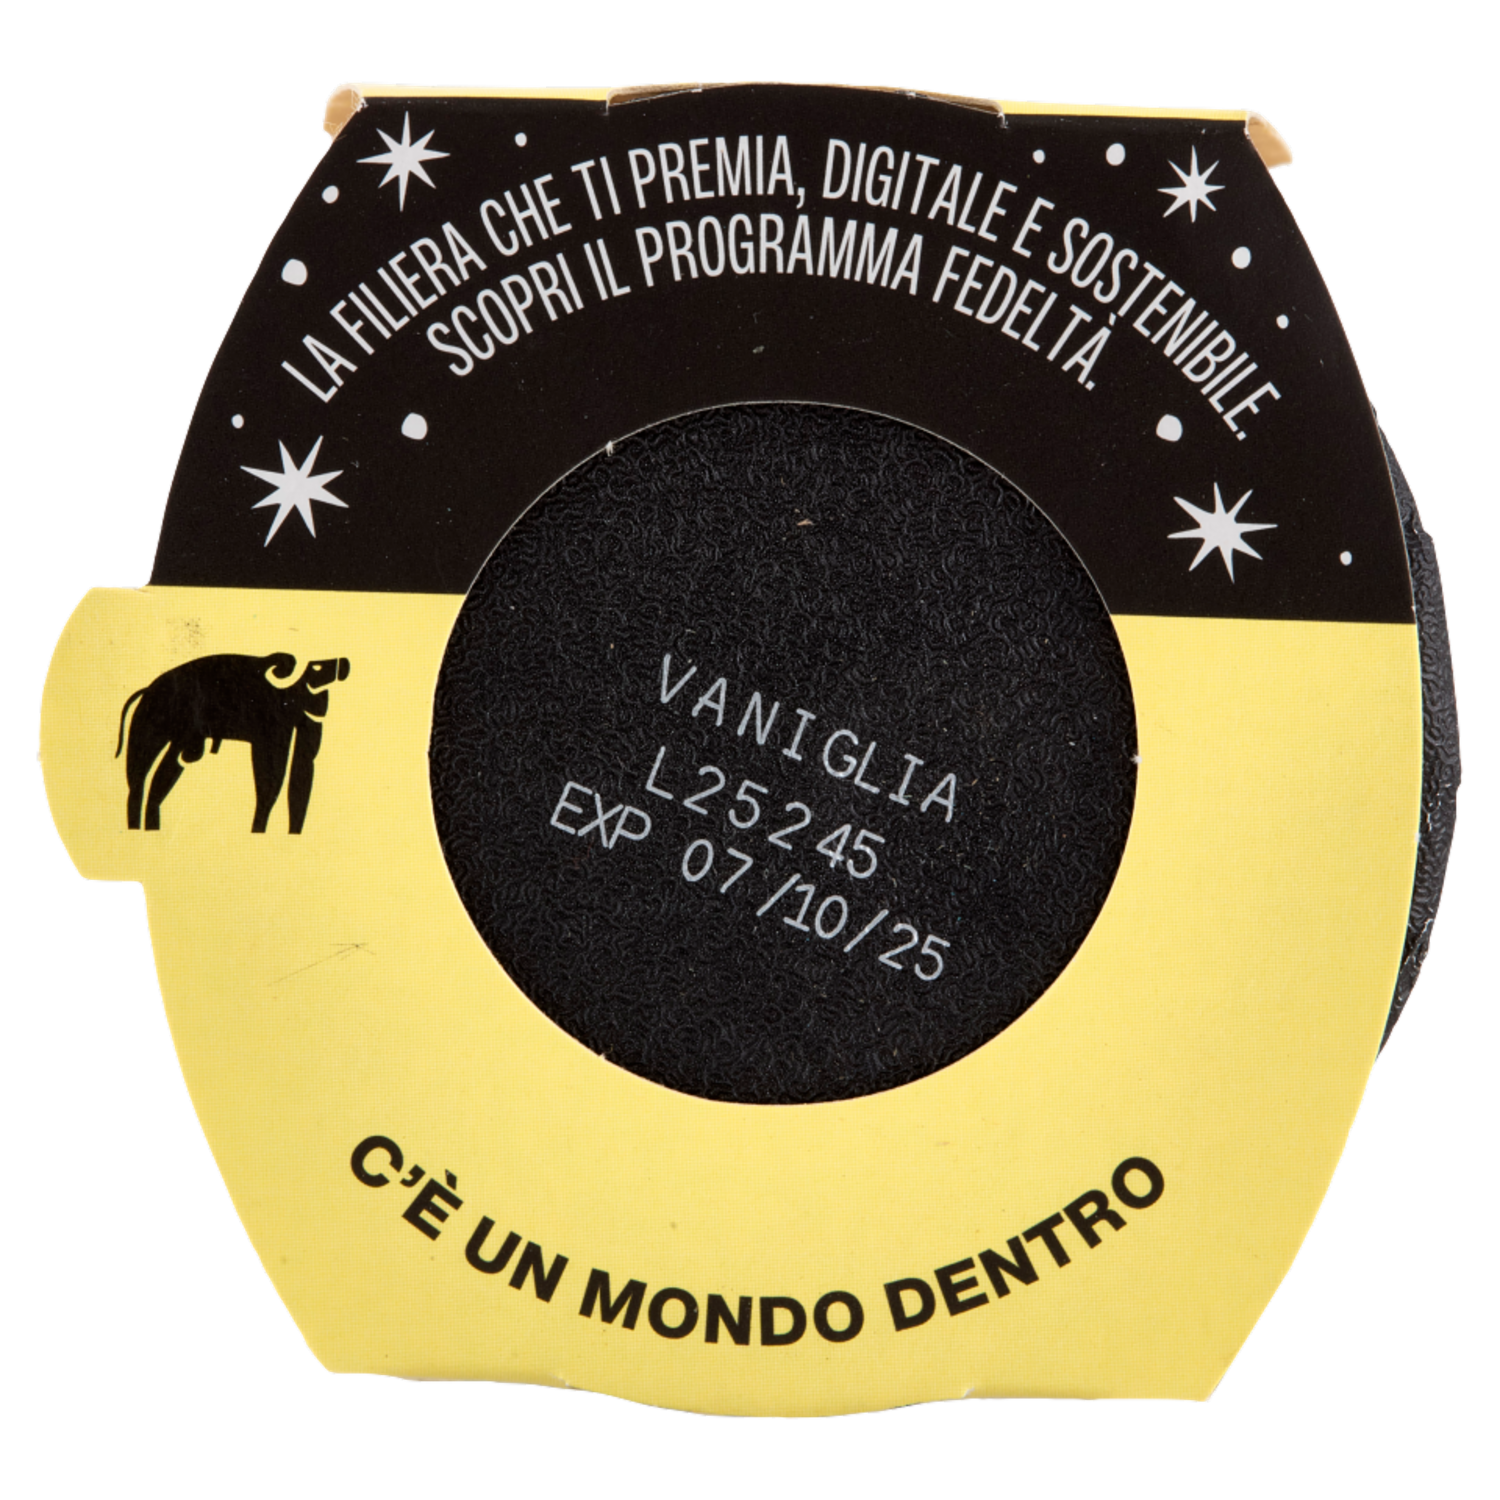 LA FILIERA CHE TI PREMIA, DIGITALE E SOSTENIBILE.
SCOPRI IL PROGRAMMA FEDELTÀ.
VANIGLIA
L25245
EXP 07/10/25
C'È UN MONDO DENTRO